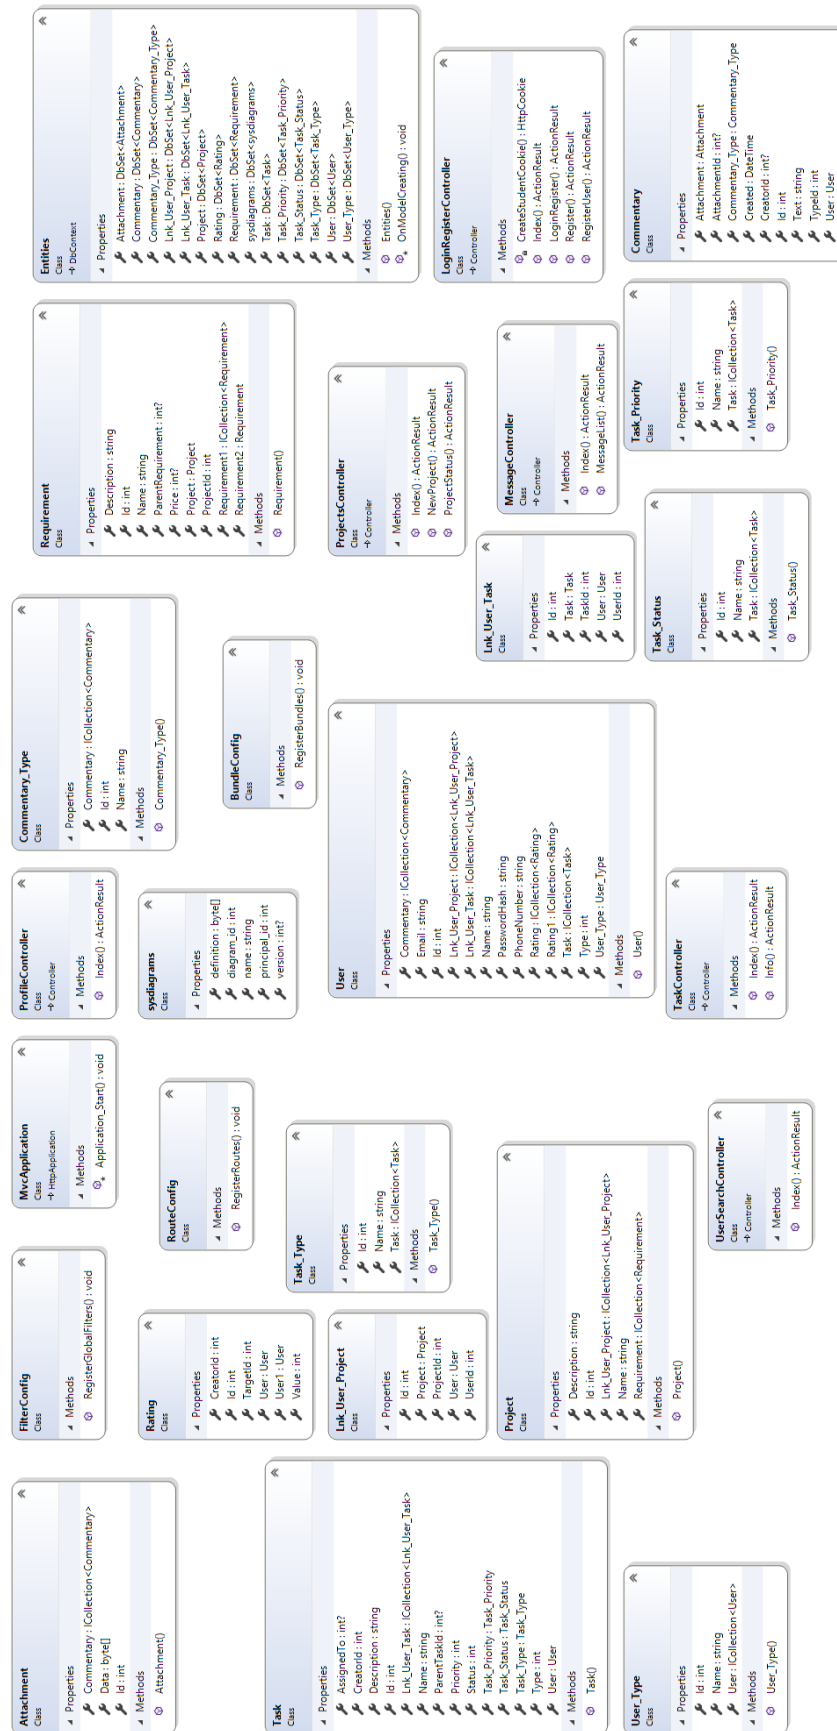 Attachment
Class
Properties
Commentary : ICollection<Commentary>
Data : byte[]
Id : int
Methods
Attachment()
FilterConfig
Class
Methods
RegisterGlobalFilters() : void
MvcApplication
Class
HttpApplication
Methods
Application_Start() : void
ProfileController
Class
Controller
Methods
Index() : ActionResult
Commentary_Type
Class
Properties
Commentary : ICollection<Commentary>
Id : int
Name : string
Methods
Commentary_Type()
Requirement
Class
Properties
Description : string
Id : int
Name : string
ParentRequirement : int?
Price : int?
Project : Project
ProjectId : int
Requirement1 : ICollection<Requirement>
Requirement2 : Requirement
Methods
Requirement()
Entities
Class
DbContext
Properties
Attachment : DbSet<Attachment>
Commentary : DbSet<Commentary>
Commentary_Type : DbSet<Commentary_Type>
Lnk_User_Project : DbSet<Lnk_User_Project>
Lnk_User_Task : DbSet<Lnk_User_Task>
Project : DbSet<Project>
Rating : DbSet<Rating>
Requirement : DbSet<Requirement>
sysdiagrams : DbSet<sysdiagrams>
Task : DbSet<Task>
Task_Priority : DbSet<Task_Priority>
Task_Status : DbSet<Task_Status>
Task_Type : DbSet<Task_Type>
User : DbSet<User>
User_Type : DbSet<User_Type>
Methods
Entities()
OnModelCreating() : void
Rating
Class
Properties
CreatorId : int
Id : int
TargetId : int
User : User
User1 : User
Value : int
RouteConfig
Class
Methods
RegisterRoutes() : void
sysdiagrams
Class
Properties
definition : byte[]
diagram_id : int
name : string
principal_id : int
version : int?
BundleConfig
Class
Methods
RegisterBundles() : void
Task
Class
Properties
AssignedTo : int?
CreatorId : int
Description : string
Id : int
Lnk_User_Task : ICollection<Lnk_User_Task>
Name : string
ParentTaskId : int?
Priority : int
Status : int
Task_Priority : Task_Priority
Task_Status : Task_Status
Task_Type : Task_Type
Type : int
User : User
Methods
Task()
Task_Type
Class
Properties
Id : int
Name : string
Task : ICollection<Task>
Methods
Task_Type()
Lnk_User_Project
Class
Properties
Id : int
Project : Project
ProjectId : int
User : User
UserId : int
User
Class
Properties
Commentary : ICollection<Commentary>
Email : string
Id : int
Lnk_User_Project : ICollection<Lnk_User_Project>
Lnk_User_Task : ICollection<Lnk_User_Task>
Name : string
PasswordHash : string
PhoneNumber : string
Rating : ICollection<Rating>
Rating1 : ICollection<Rating>
Task : ICollection<Task>
Type : int
User_Type : User_Type
Methods
User()
ProjectsController
Class
Controller
Methods
Index() : ActionResult
NewProject() : ActionResult
ProjectStatus() : ActionResult
LoginRegisterController
Class
Controller
Methods
CreateStudentCookie() : HttpCookie
Index() : ActionResult
LoginRegister() : ActionResult
Register() : ActionResult
RegisterUser() : ActionResult
Project
Class
Properties
Description : string
Id : int
Lnk_User_Project : ICollection<Lnk_User_Project>
Name : string
Requirement : ICollection<Requirement>
Methods
Project()
Lnk_User_Task
Class
Properties
Id : int
Task : Task
TaskId : int
User : User
UserId : int
MessageController
Class
Controller
Methods
Index() : ActionResult
MessageList() : ActionResult
User_Type
Class
Properties
Id : int
Name : string
User : ICollection<User>
Methods
User_Type()
UserSearchController
Class
Controller
Methods
Index() : ActionResult
TaskController
Class
Controller
Methods
Index() : ActionResult
Info() : ActionResult
Task_Status
Class
Properties
Id : int
Name : string
Task : ICollection<Task>
Methods
Task_Status()
Task_Priority
Class
Properties
Id : int
Name : string
Task : ICollection<Task>
Methods
Task_Priority()
Commentary
Class
Properties
Attachment : Attachment
AttachmentId : int?
Commentary_Type : Commentary_Type
Created : DateTime
CreatorId : int?
Id : int
Text : string
TypeId : int
User : User